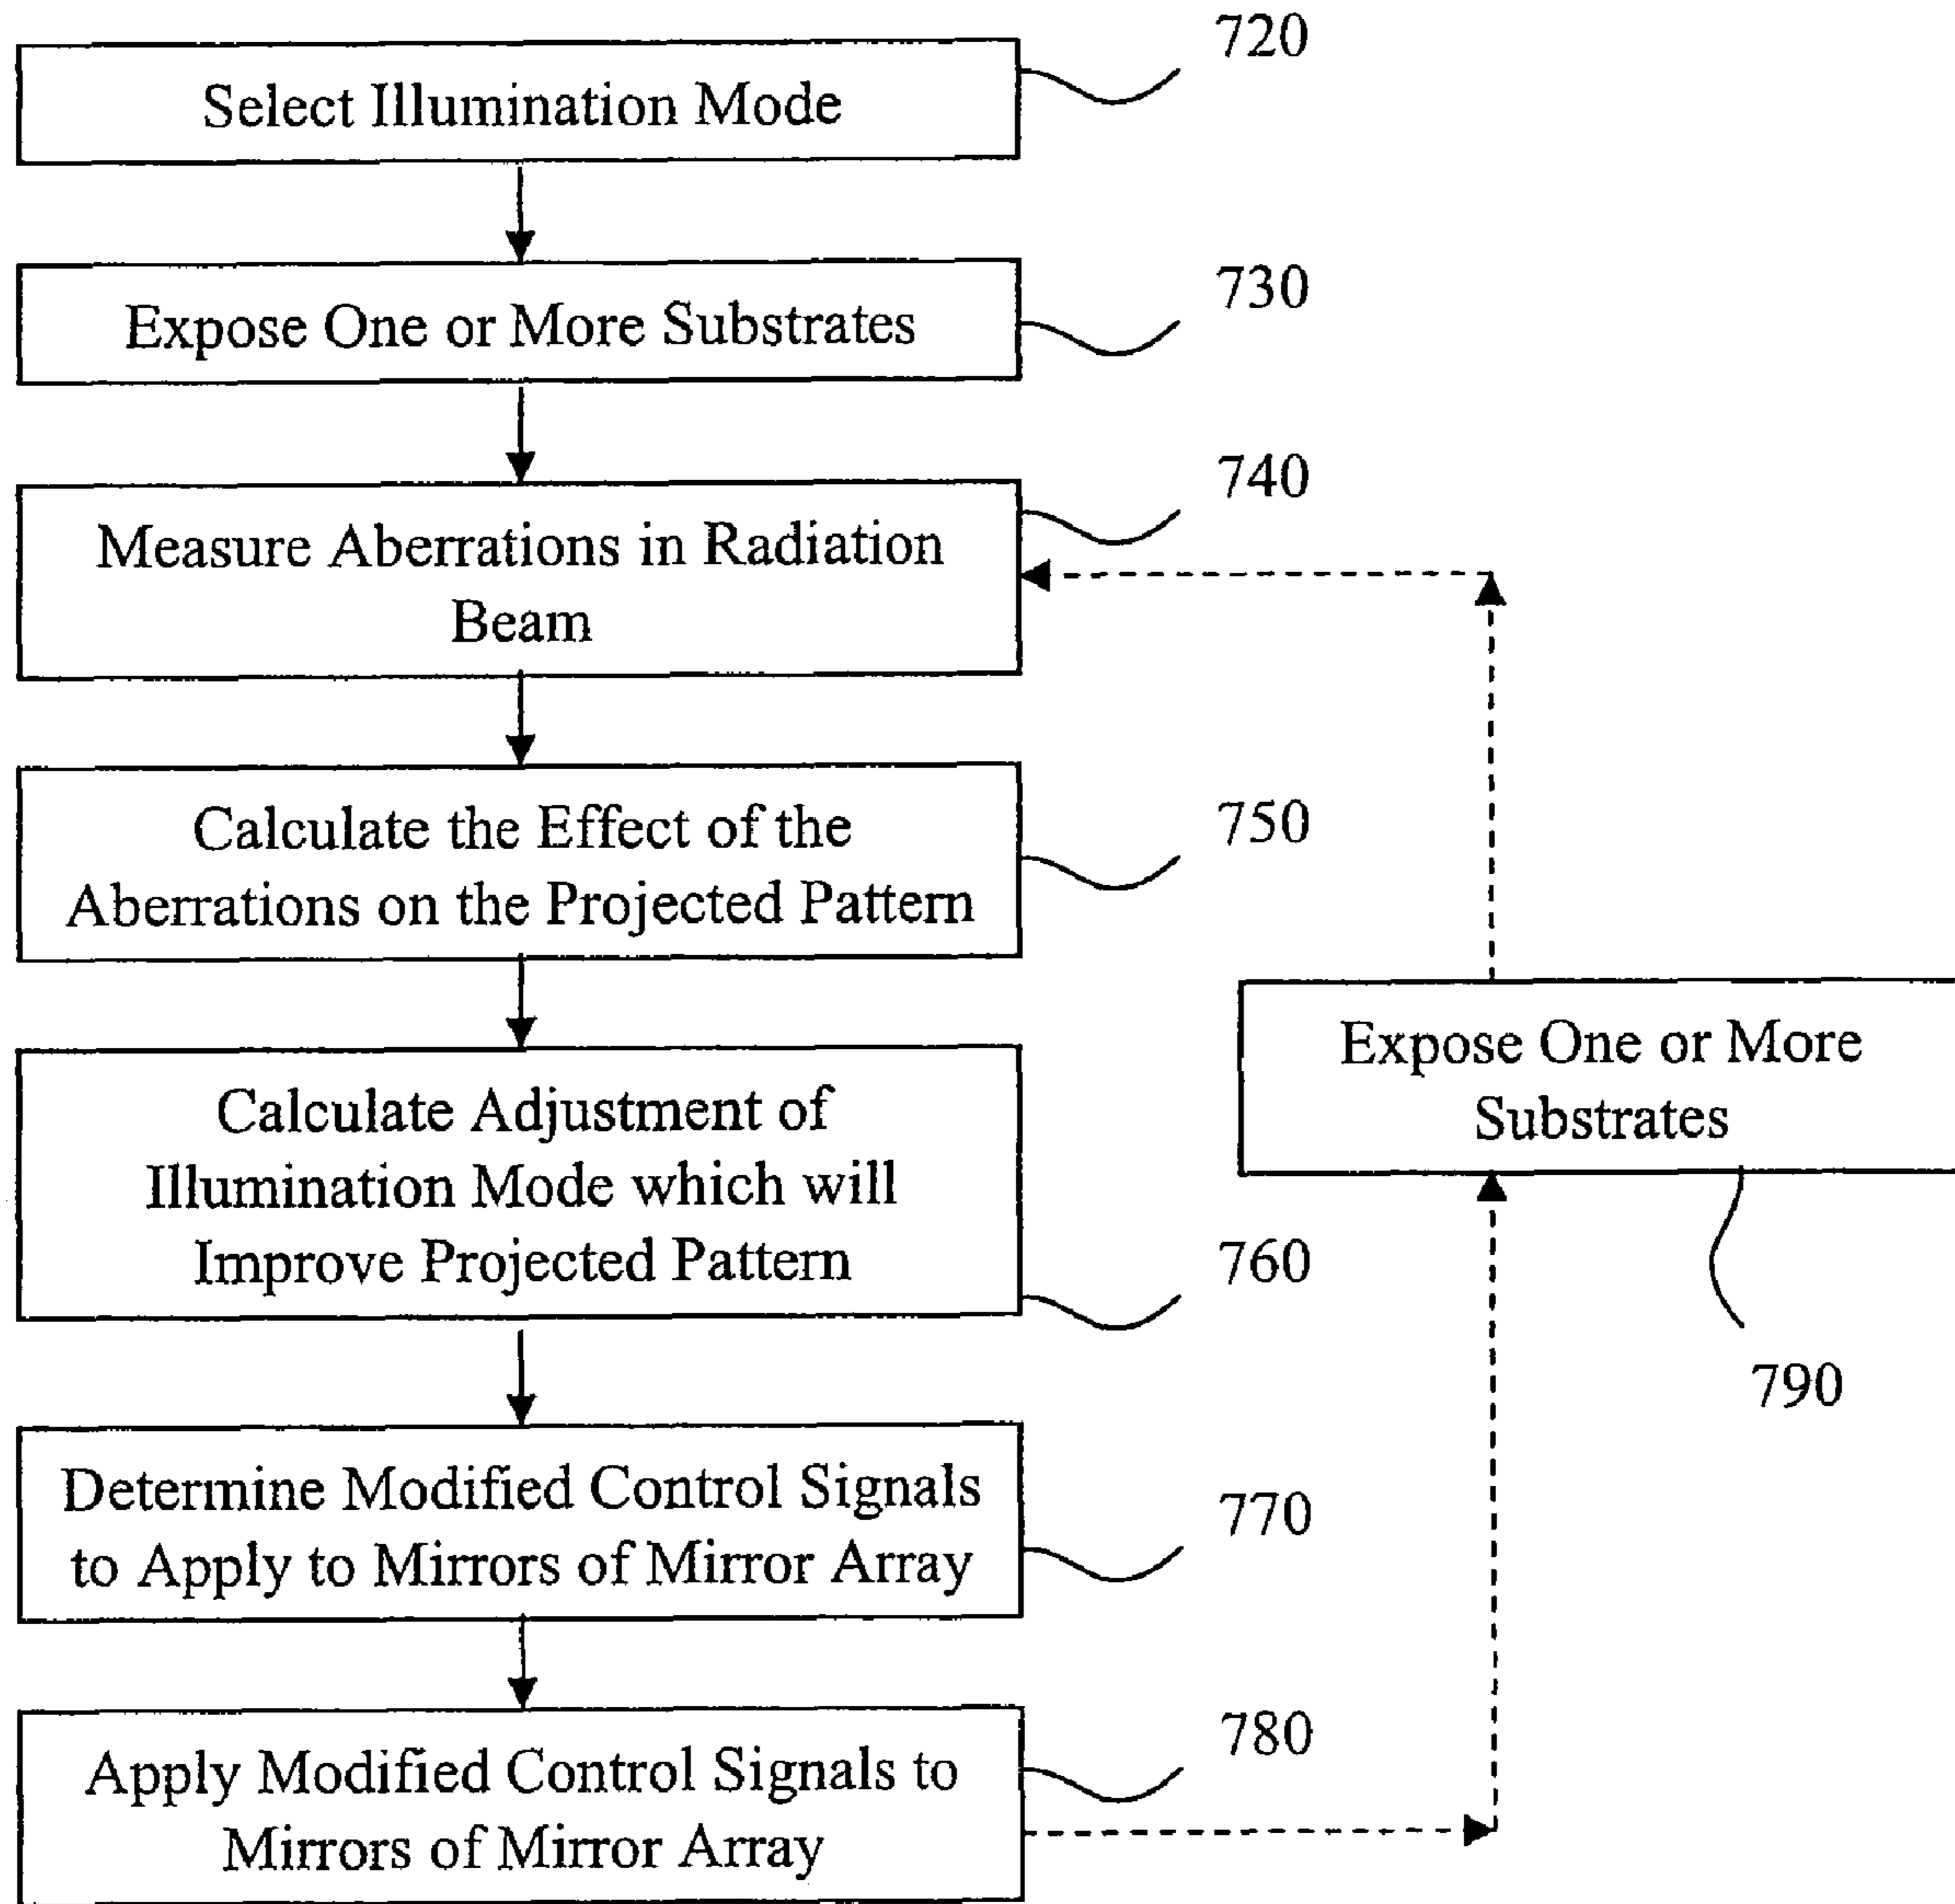 720
Select Illumination Mode
730
Expose One or More Substrates
740
Measure Aberrations in Radiation
Beam
750
Calculate the Effect of the
Aberrations on the Projected Pattern
Expose One or More
Substrates
790
Calculate Adjustment of
Illumination Mode which will
Improve Projected Pattern
760
Determine Modified Control Signals
to Apply to Mirrors of Mirror Array
770
Apply Modified Control Signals to
Mirrors of Mirror Array
780